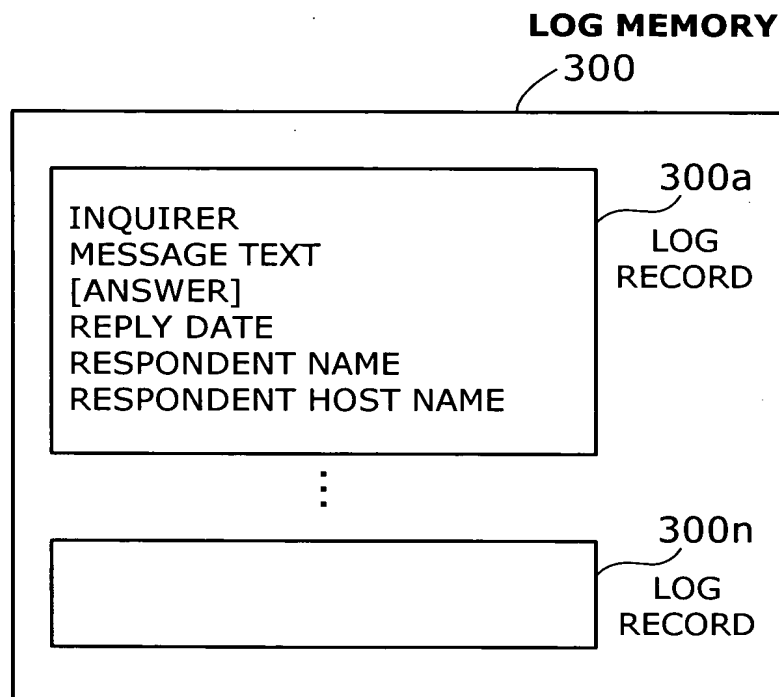 LOG MEMORY
300
300a
LOG
RECORD
INQUIRER
MESSAGE TEXT
[ANSWER]
REPLY DATE
RESPONDENT NAME
RESPONDENT HOST NAME
⋮
300n
LOG
RECORD